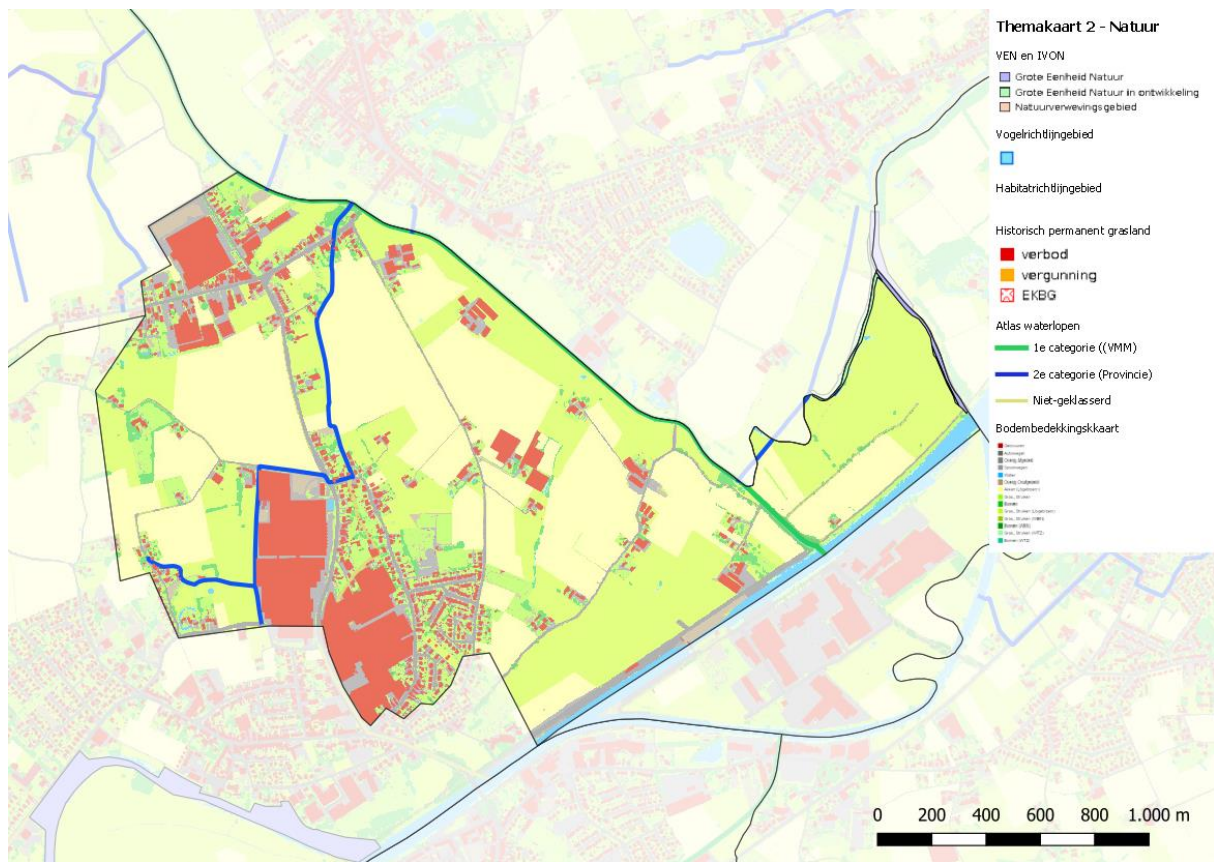 Themakaart 2 - Natuur
VEN en IVON
Grote Eenheid Natuur
Grote Eenheid Natuur in ontwikkeling
Natuurverwevingsgebied
Vogelrichtlijngebied
Habitatrichtlijngebied
Historisch permanent grasland
verbod
vergunning
EKBG
Atlas waterlopen
1e categorie ((VMM)
2e categorie (Provincie)
Niet-geklasserd
Bodembedekkingskkaart
0 200 400 600 800 1.000 m